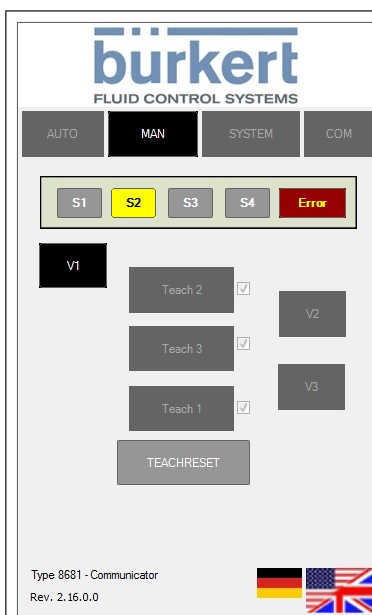 bürkert
FLUID CONTROL SYSTEMS
AUTO MAN SYSTEM COM
S1 S2 S3 S4 Error
V1
Teach 2
V2
Teach 3
V3
Teach 1
TEACHRESET
Type 8681 - Communicator
Rev. 2.16.0.0